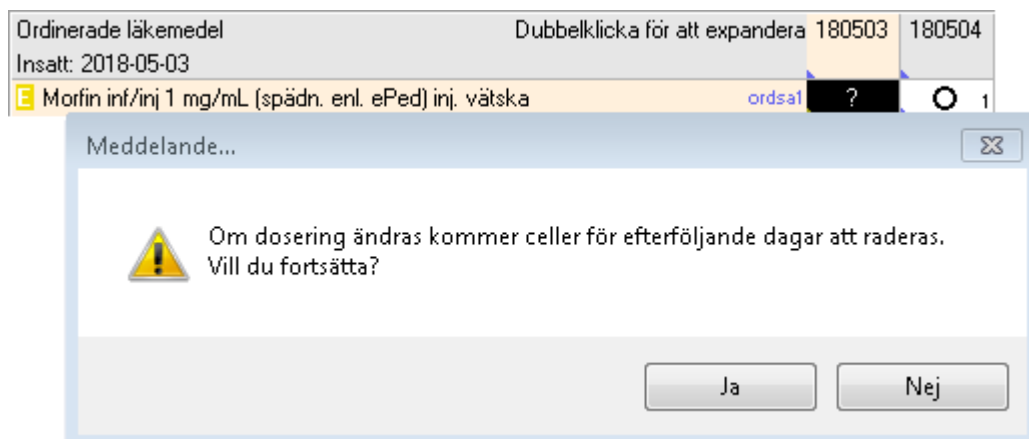 Ordinerade läkemedel Dubbelklicka för att expandera 180503 180504
Insatt: 2018-05-03
E Morfin inf/inj 1 mg/mL (spädn. enl. ePed) inj. vätska ordsa1 ? O 1
Meddelande...
Om dosering ändras kommer celler för efterföljande dagar att raderas.
Vill du fortsätta?
Ja Nej